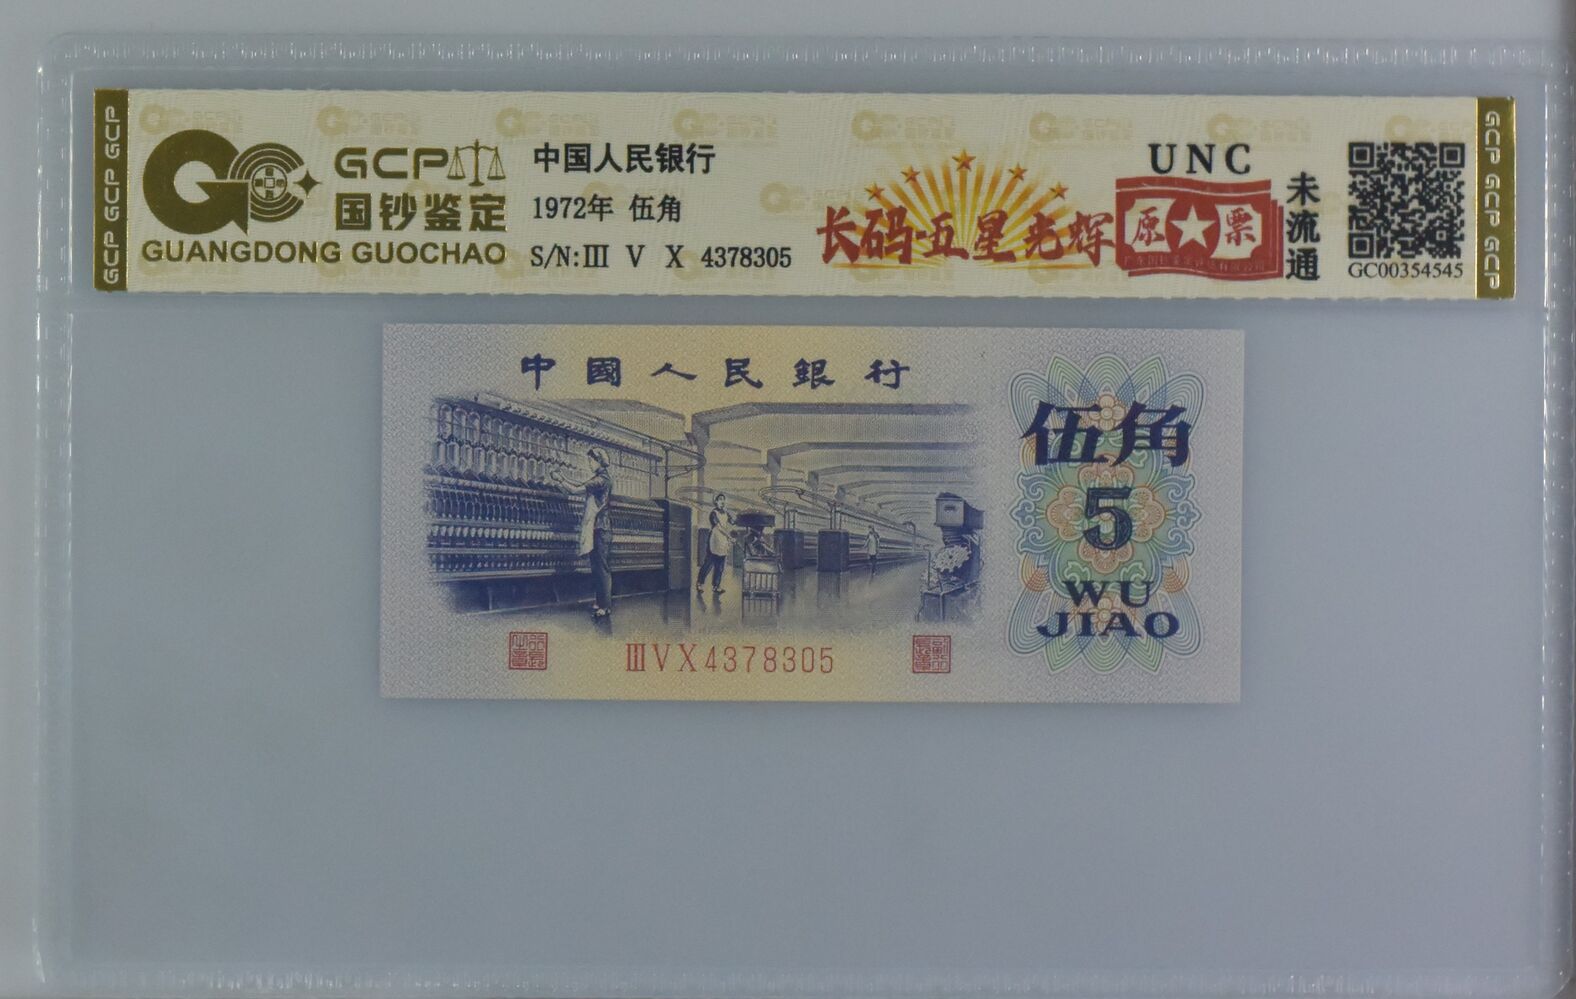 GCP GCP GCP
GCP
国钞鉴定
GUANGDONG GUOCHAO
中国人民银行
1972年 伍角
S/N:Ⅲ V X 4378305
长码-五星光辉
UNC
原★票
未流通
GC00354545
GCP GCP GCP
中國人民銀行
伍角
5
WU
JIAO
ⅢVX4378305